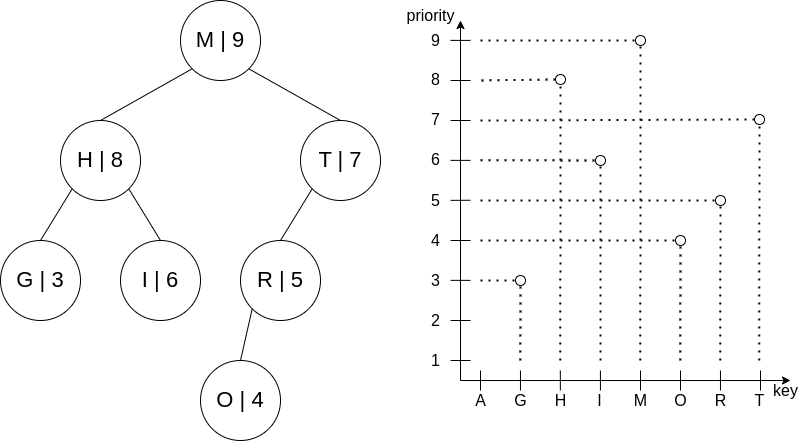 M | 9
H | 8
T | 7
G | 3
I | 6
R | 5
O | 4
priority
9
8
7
6
5
4
3
2
1
A G H I M O R T
key